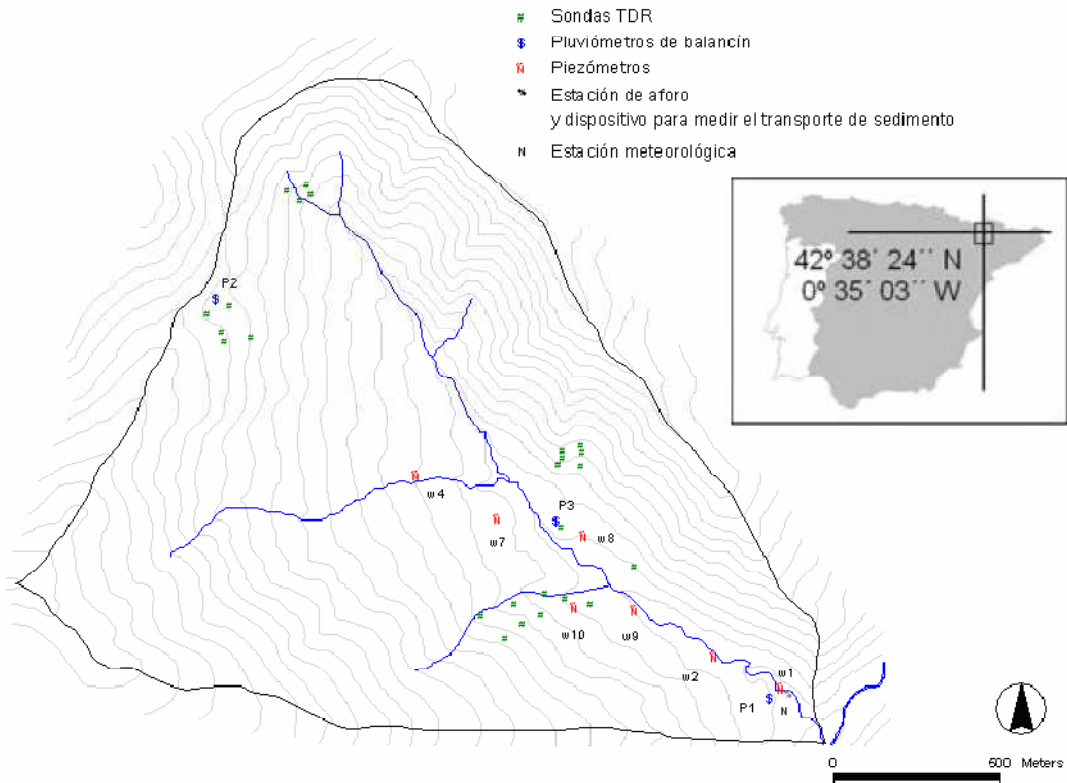 # Sondas TDR
$ Pluviómetros de balancín
Ñ Piezómetros
% Estación de aforo
y dispositivo para medir el transporte de sedimento
N Estación meteorológica
42º 38' 24'' N
0º 35' 03'' W
P2
$
w4
P3
$
w7
w8
w10
w9
w2
w1
P1
$
N
0
600 Meters